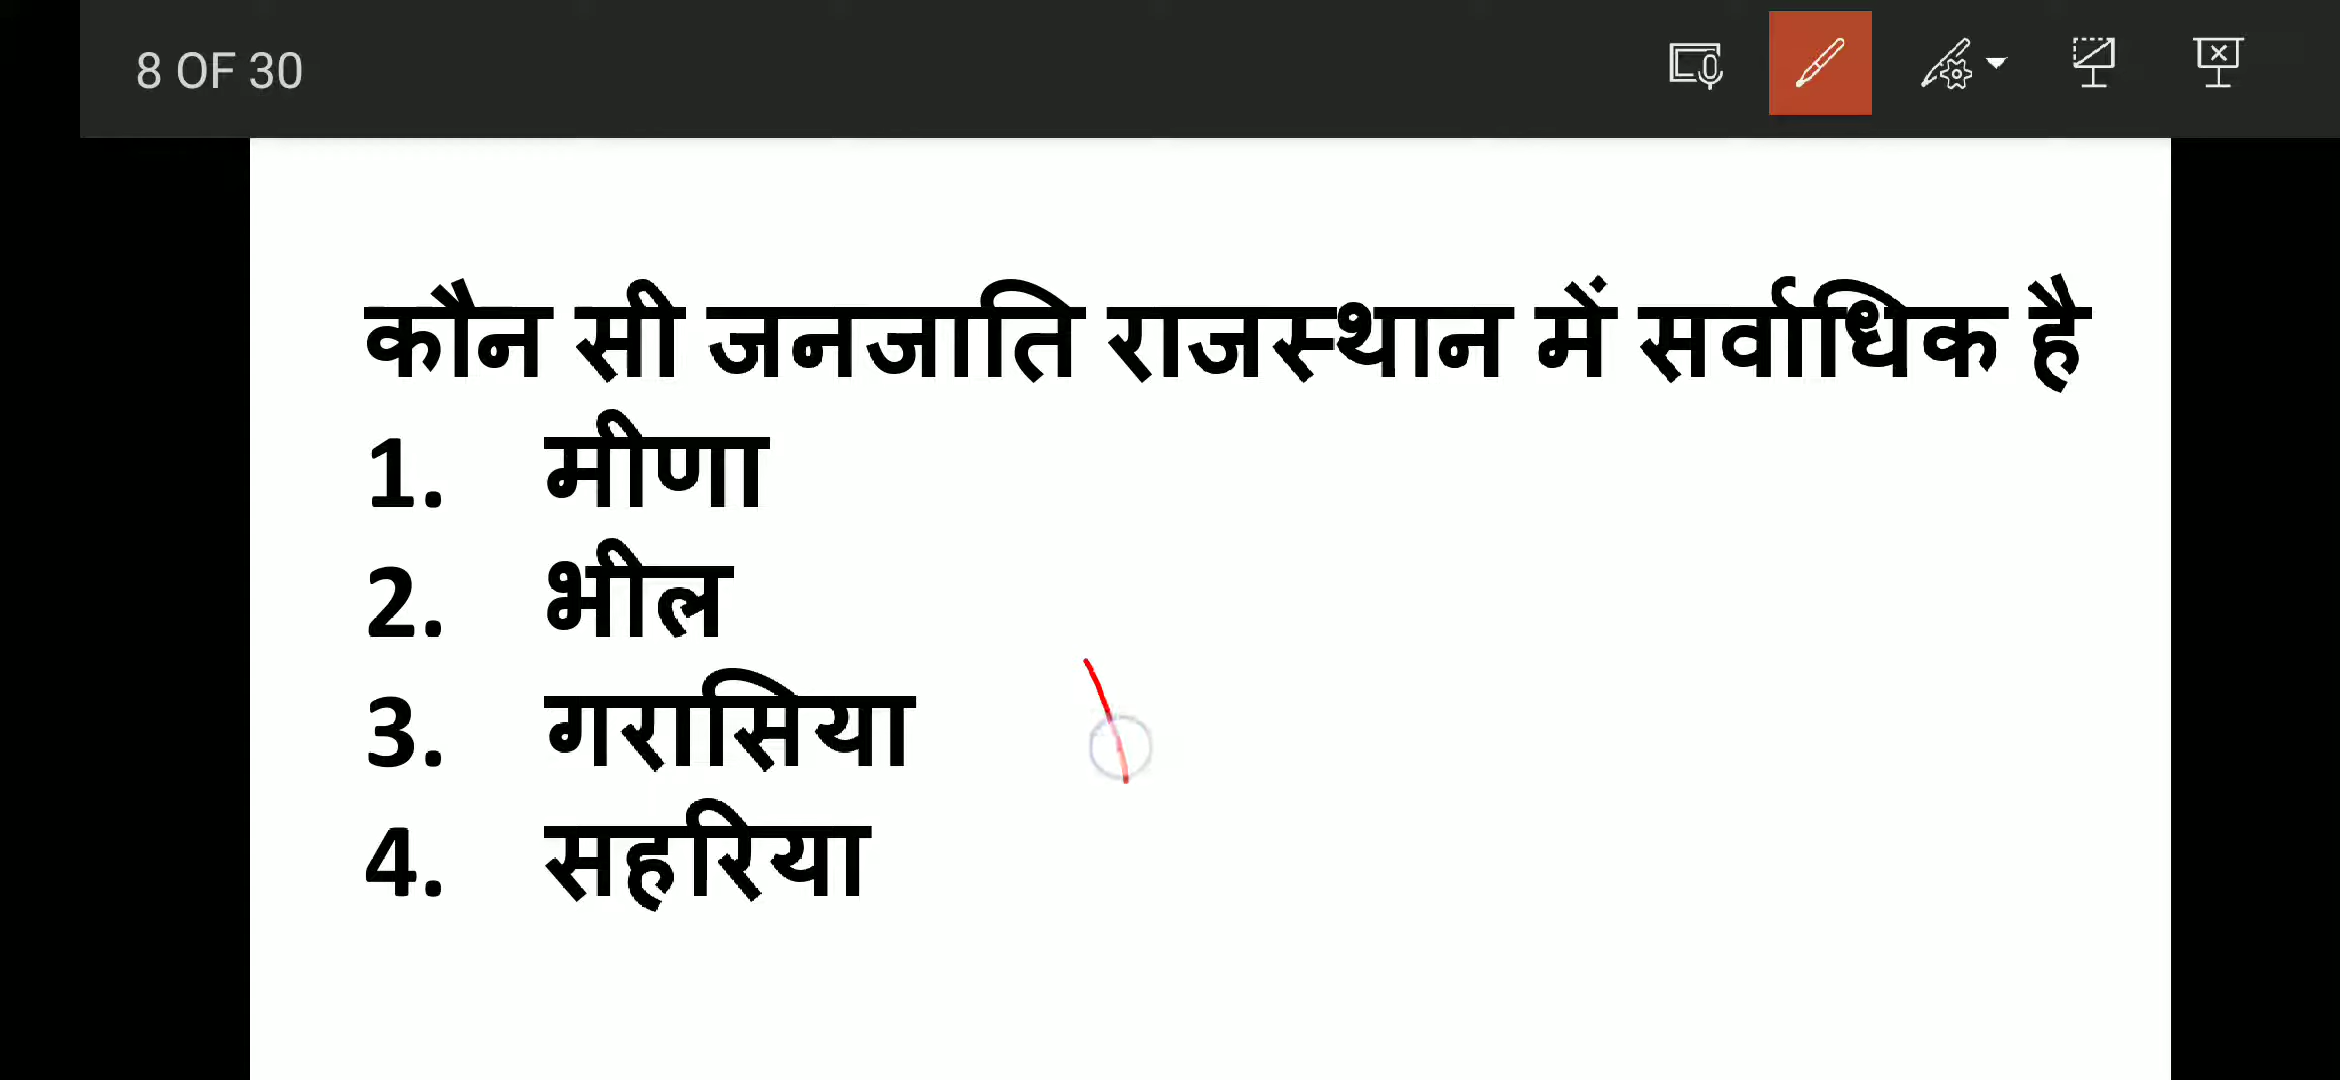 8 OF 30
कौन सी जनजाति राजस्थान में सर्वाधिक है
1. मीणा
2. भील
3. गरासिया
4. सहरिया